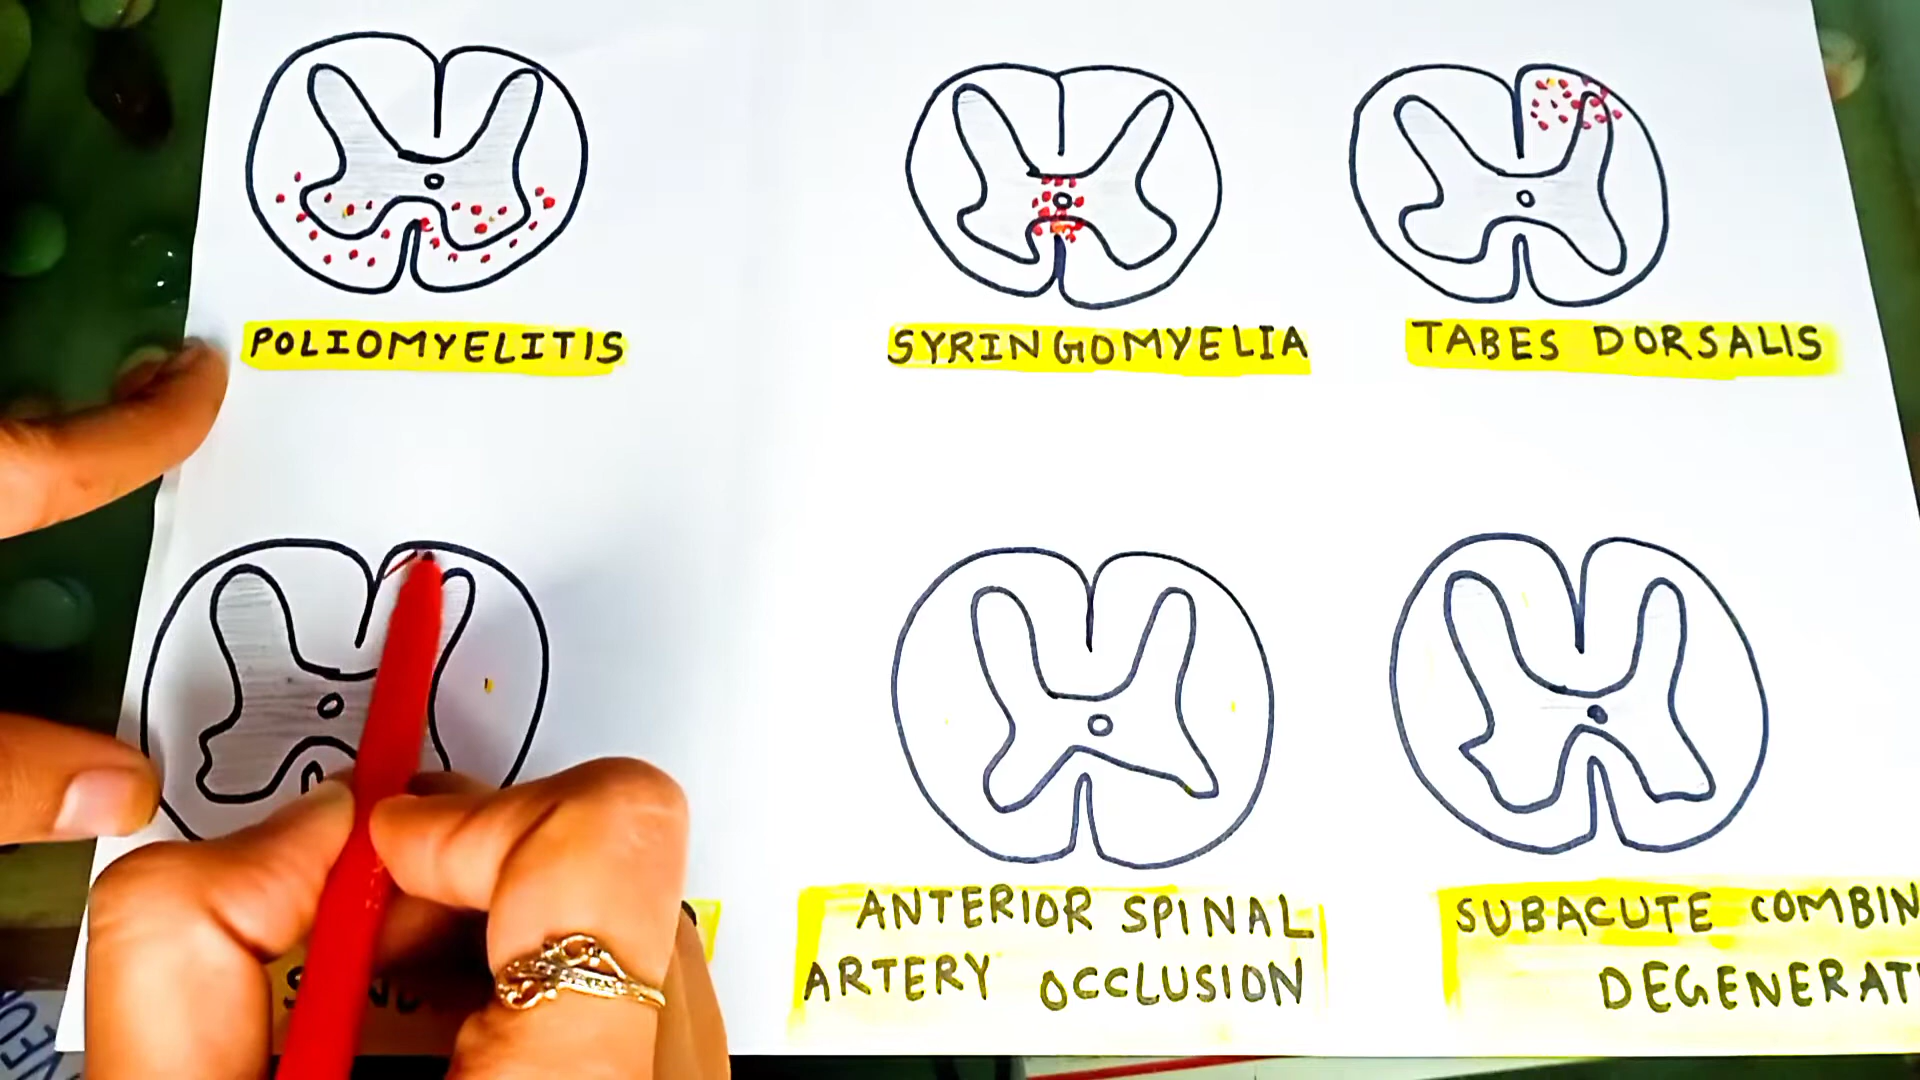 POLIOMYELITIS
SYRINGOMYELIA
TABES DORSALIS
ANTERIOR SPINAL
ARTERY OCCLUSION
SUBACUTE COMBIN
DEGENERAT